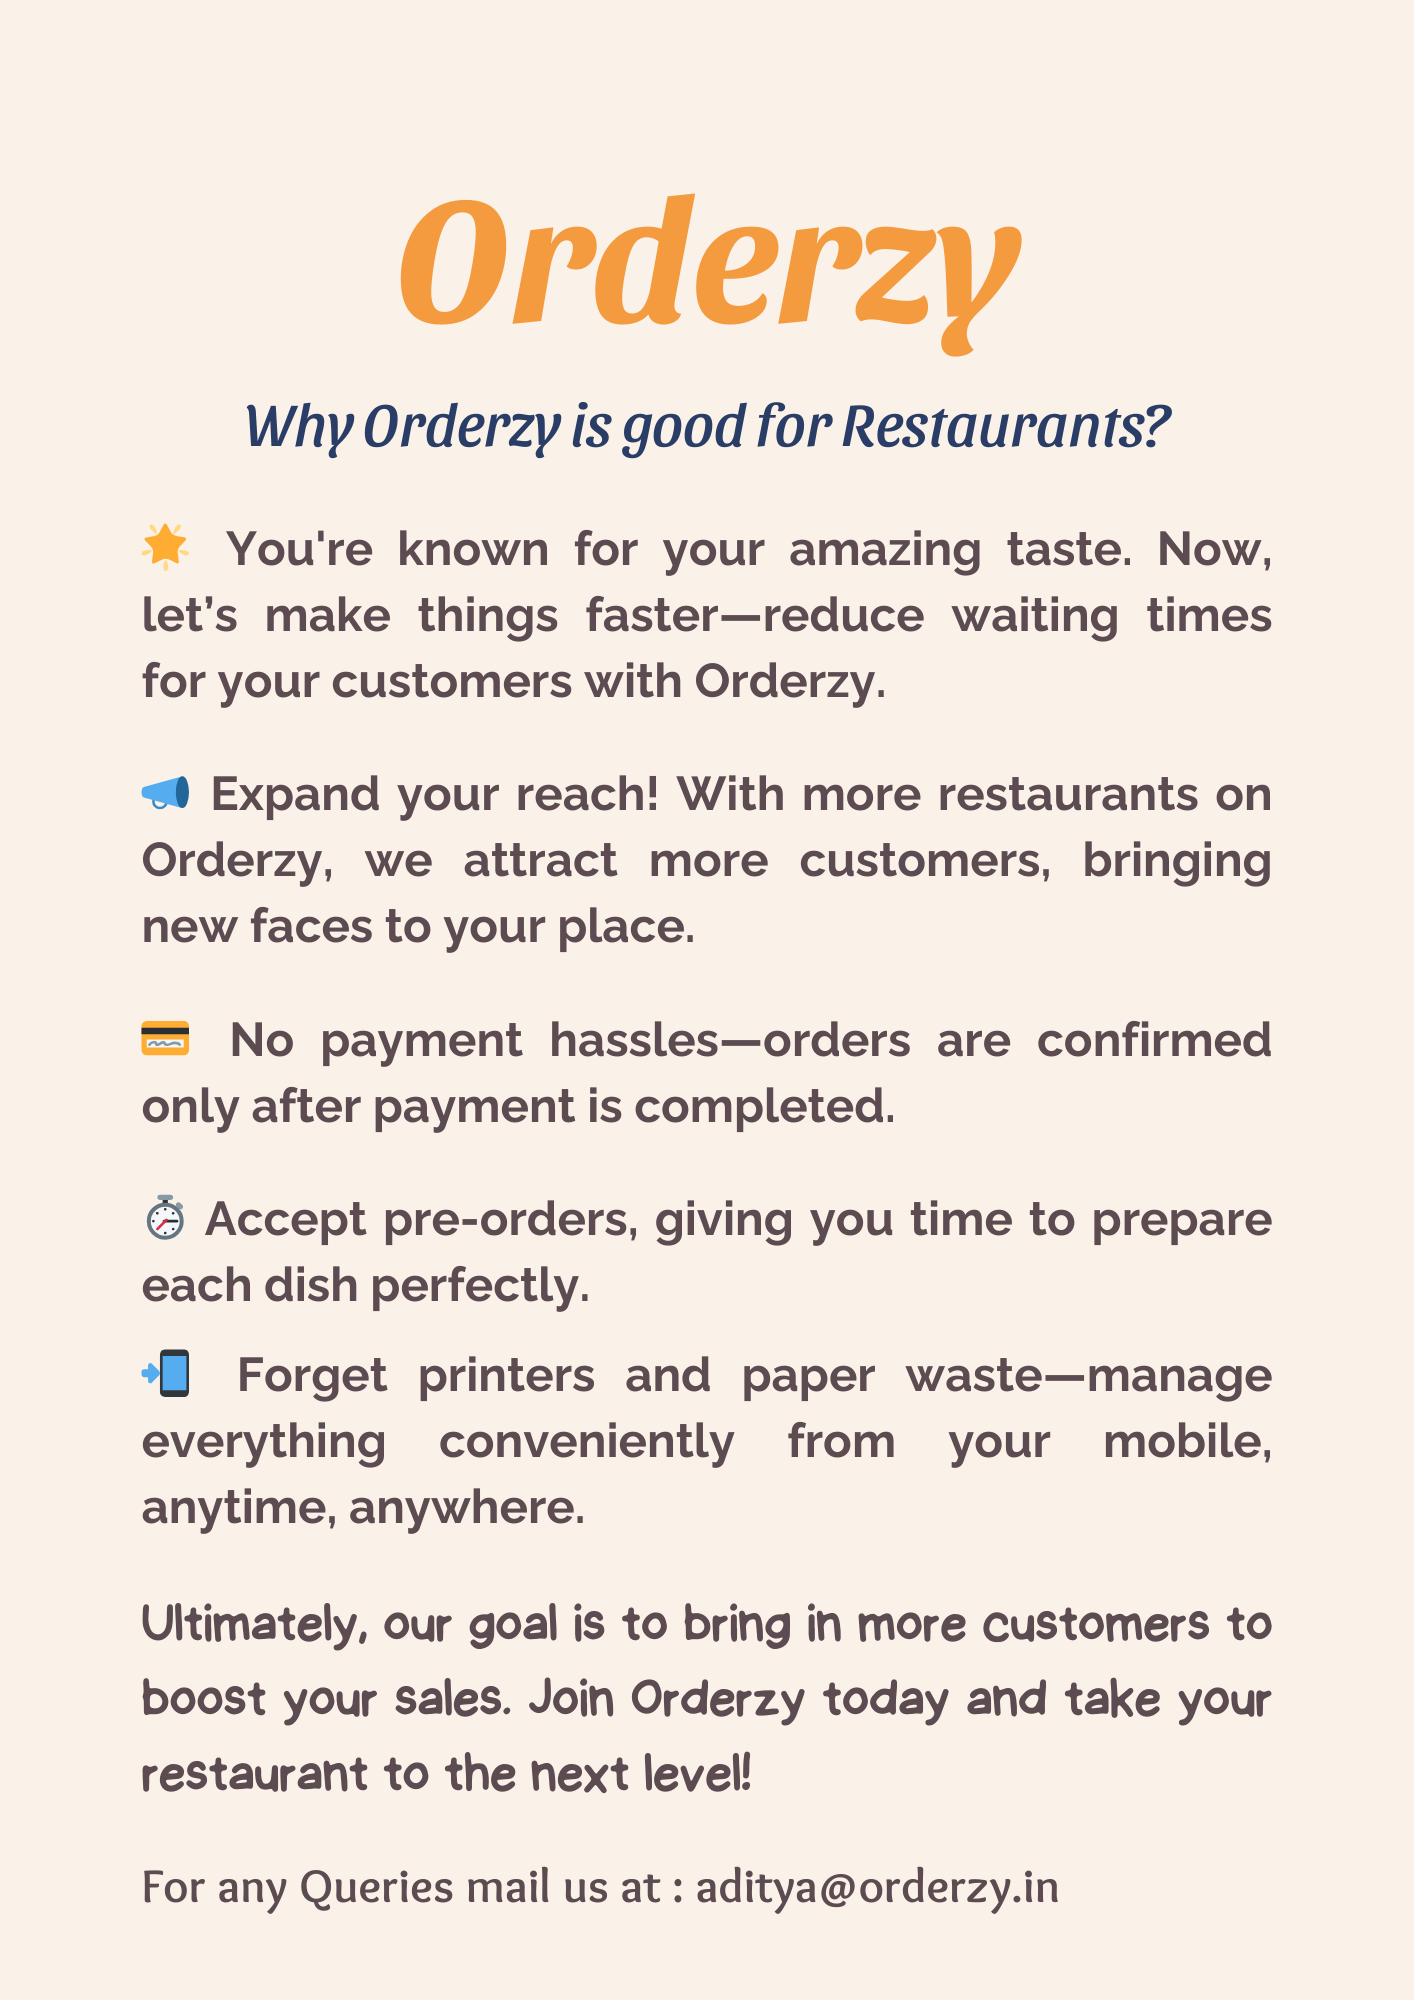 Orderzy
Why Orderzy is good for Restaurants?
🌟 You're known for your amazing taste. Now,
let’s make things faster—reduce waiting times
for your customers with Orderzy.
📣 Expand your reach! With more restaurants on
Orderzy, we attract more customers, bringing
new faces to your place.
💳 No payment hassles—orders are confirmed
only after payment is completed.
⏱ Accept pre-orders, giving you time to prepare
each dish perfectly.
📲 Forget printers and paper waste—manage
everything conveniently from your mobile,
anytime, anywhere.
Ultimately, our goal is to bring in more customers to
boost your sales. Join Orderzy today and take your
restaurant to the next level!
For any Queries mail us at : aditya@orderzy.in